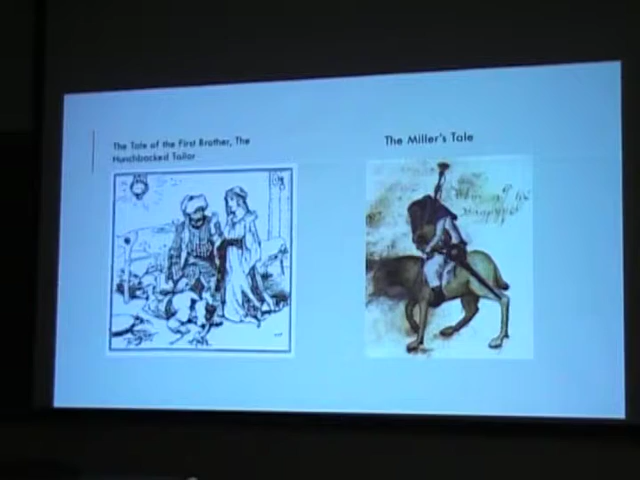 The Tale of the First Brother, The
Hunchbacked Tailor
The Miller's Tale